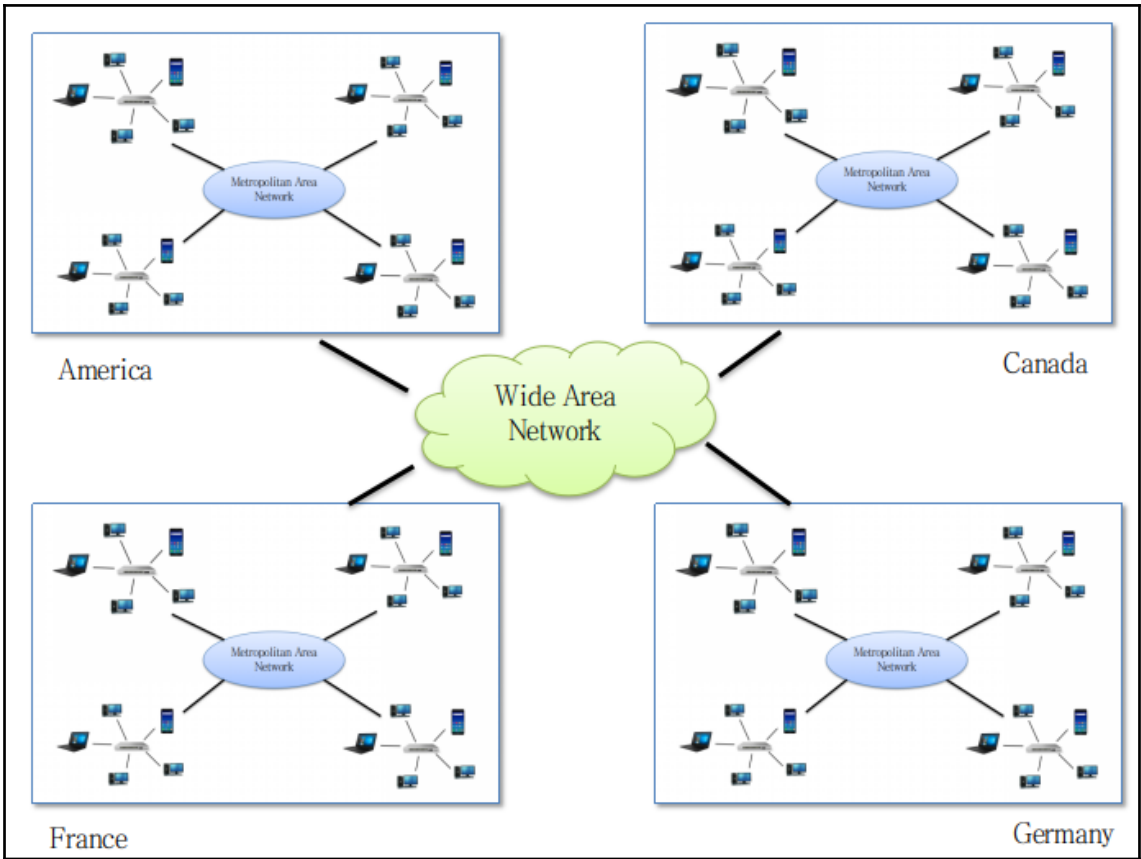 Metropolitan Area
Network
Metropolitan Area
Network
America
Canada
Wide Area
Network
Metropolitan Area
Network
Metropolitan Area
Network
France
Germany